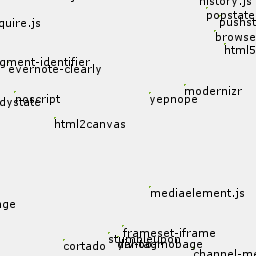 history.js
popstate
pushst
quire.js
browse
html5
gment-identifier
evernote-clearly
modernizr
yepnope
noscript
dystate
html2canvas
mediaelement.js
age
frameset-iframe
stumbleupon
cortado
channel-me